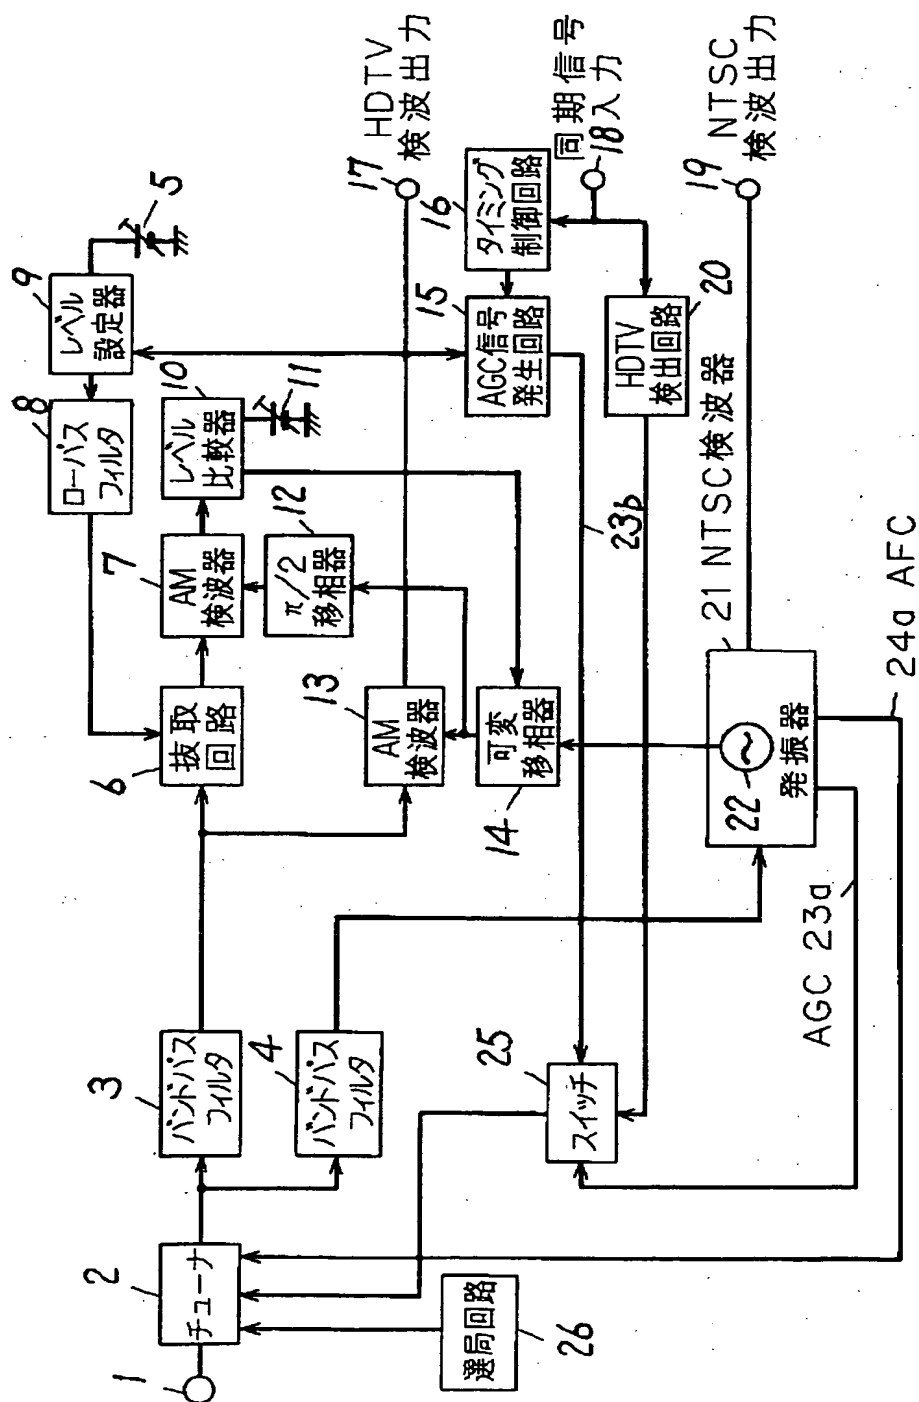 1
2
チューナ
3
バンドパス
フィルタ
4
バンドパス
フィルタ
6
抜取
回路
7
AM
検波器
8
ローパス
フィルタ
9
レベル
設定器
5
10
レベル
比較器
11
12
π/2
移相器
13
AM
検波器
14
可変
移相器
15
AGC信号
発生回路
16
タイミング
制御回路
17
HDTV
検波出力
同期信号
18入力
19
NTSC
検波出力
20
HDTV
検出回路
21 NTSC検波器
22
発振器
23b
AGC 23a
24a AFC
25
スイッチ
選局回路
26